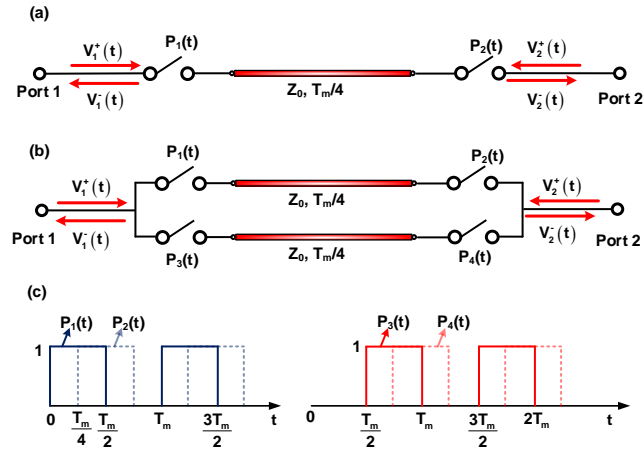 (a)
V₁⁺(t) P₁(t) P₂(t) V₂⁺(t)
Port 1 V₁⁻(t) Z₀, Tₘ/4 V₂⁻(t) Port 2
(b)
V₁⁺(t) P₁(t) P₂(t) V₂⁺(t)
Z₀, Tₘ/4
Port 1 V₁⁻(t) V₂⁻(t) Port 2
P₃(t) Z₀, Tₘ/4 P₄(t)
(c)
P₁(t) P₂(t) P₃(t) P₄(t)
1 1
0 Tₘ/4 Tₘ/2 Tₘ 3Tₘ/2 t 0 Tₘ/2 Tₘ 3Tₘ/2 2Tₘ t